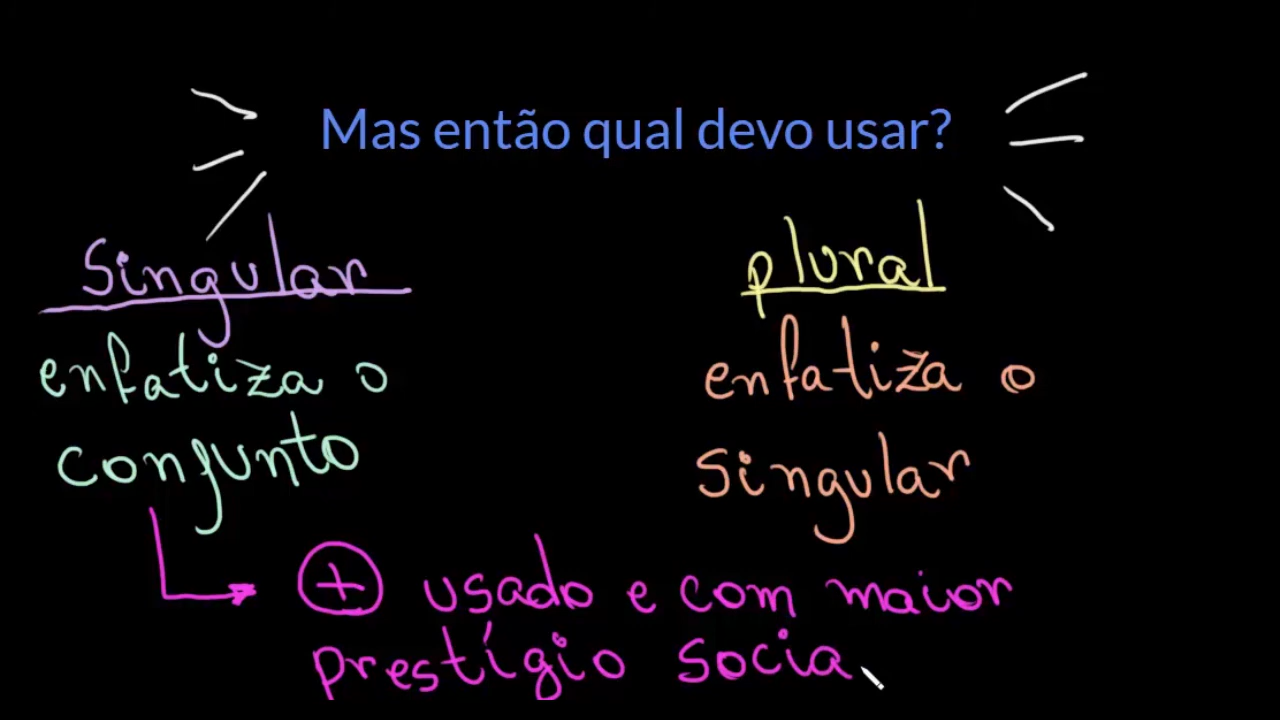 Mas então qual devo usar?
Singular
plural
enfatiza o
conjunto
enfatiza o
singular
+ usado e com maior
prestígio socia